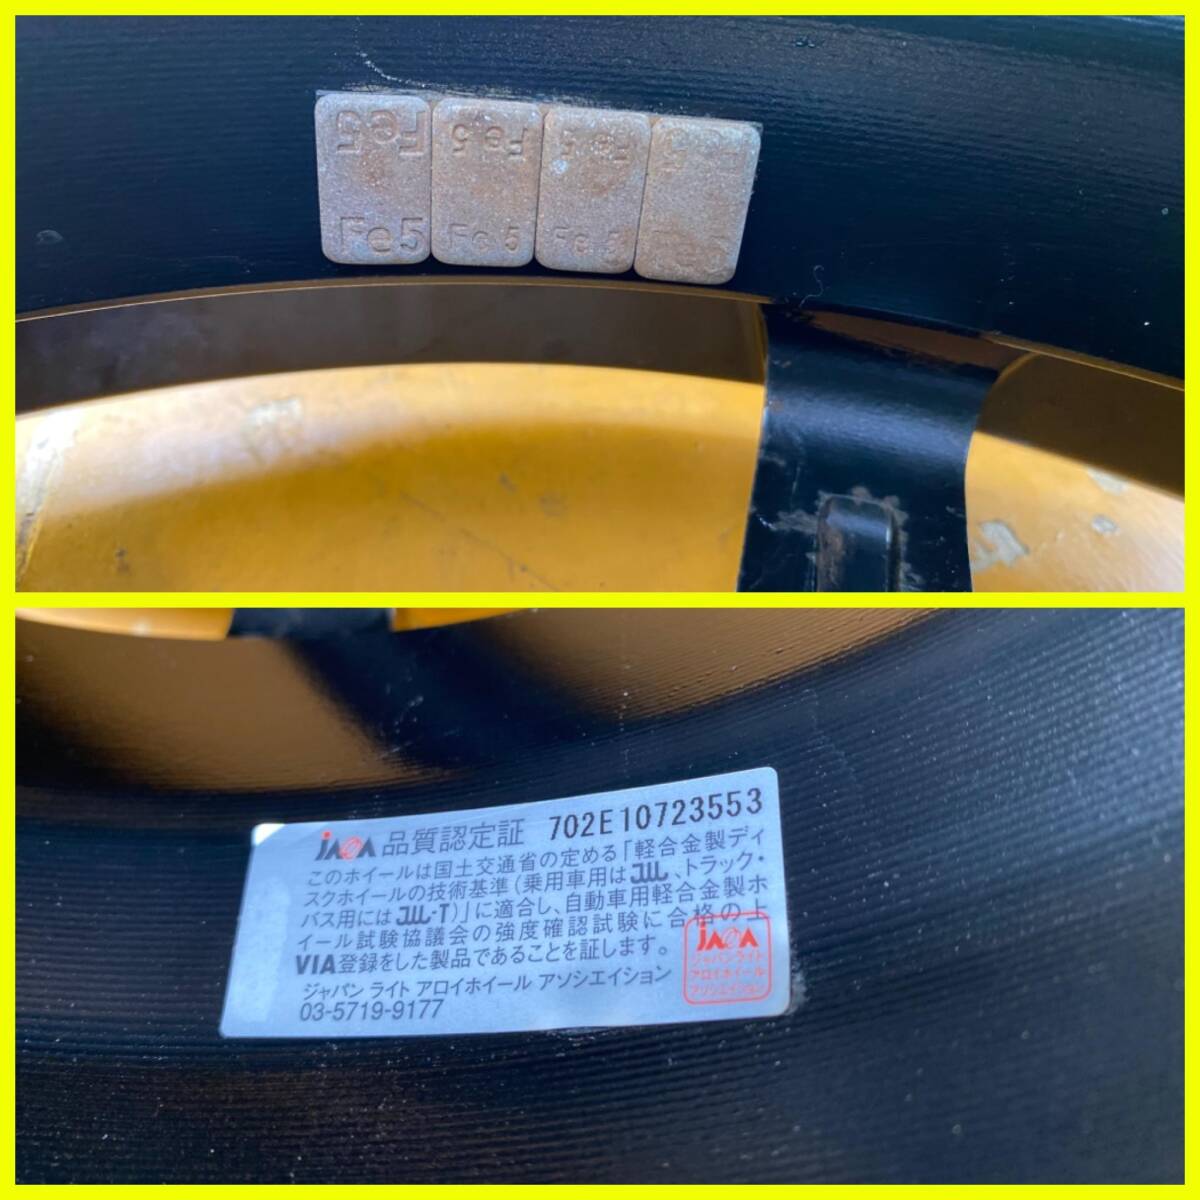 Fe5 Fe5 Fe5 Fe5
Fe5 Fe5 Fe5 Fe5
JAWA 品質認定証 702E10723553
このホイールは国土交通省の定める「軽合金製ディ
スクホイールの技術基準(乗用車用はJWL、トラック・
バス用にはJWL-T)」に適合し、自動車用軽合金製ホ
イール試験協議会の強度確認試験に合格の上
VIA登録をした製品であることを証します。
ジャパン ライト アロイホイール アソシエイション
03-5719-9177
JAWA
ジャパンライト
アロイホイール
アソシエイション